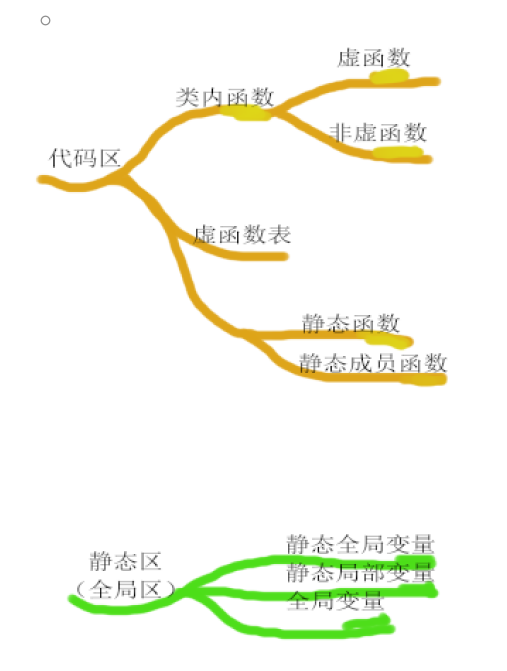 虚函数
类内函数
非虚函数
代码区
虚函数表
静态函数
静态成员函数
静态全局变量
静态区
静态局部变量
（全局区）
全局变量